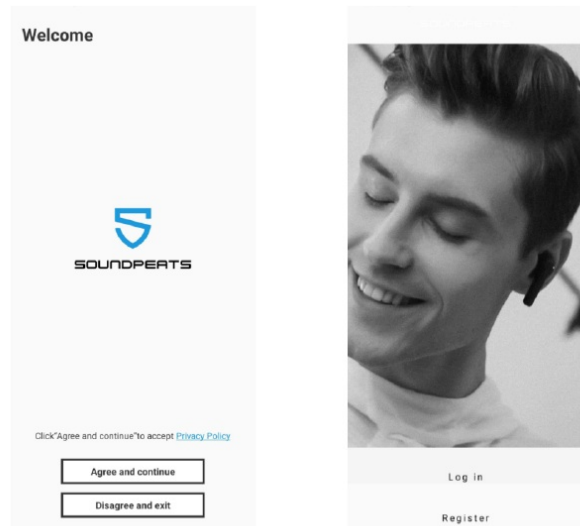 Welcome
SOUNDPEATS
Click"Agree and continue"to accept Privacy Policy
Agree and continue
Disagree and exit
Log in
Register